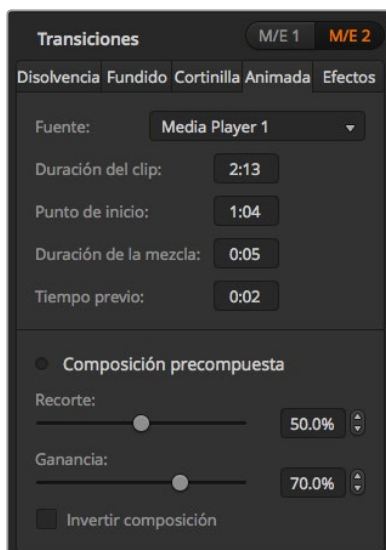 Transiciones M/E 1 M/E 2
Disolvencia Fundido Cortinilla Animada Efectos
Fuente: Media Player 1
Duración del clip: 2:13
Punto de inicio: 1:04
Duración de la mezcla: 0:05
Tiempo previo: 0:02
Composición precompuesta
Recorte:
50.0%
Ganancia:
70.0%
Invertir composición